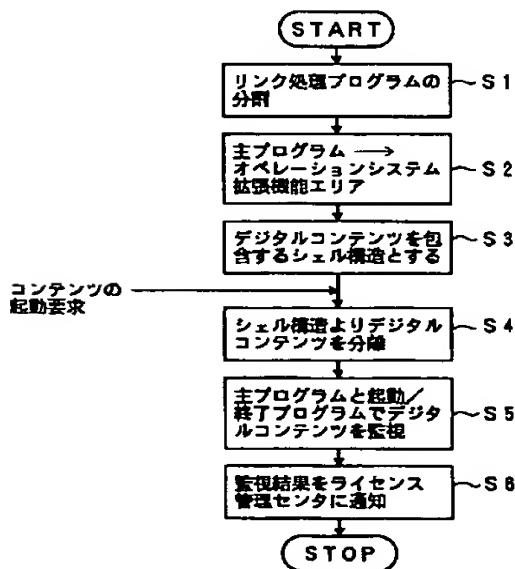 START
リンク処理プログラムの
分割
S1
主プログラム →
オペレーションシステム
拡張機能エリア
S2
デジタルコンテンツを包
含するシェル構造とする
S3
コンテンツの
起動要求
シェル構造よりデジタル
コンテンツを分離
S4
主プログラムと起動/
終了プログラムでデジタ
ルコンテンツを監視
S5
監視結果をライセンス
管理センタに通知
S6
STOP